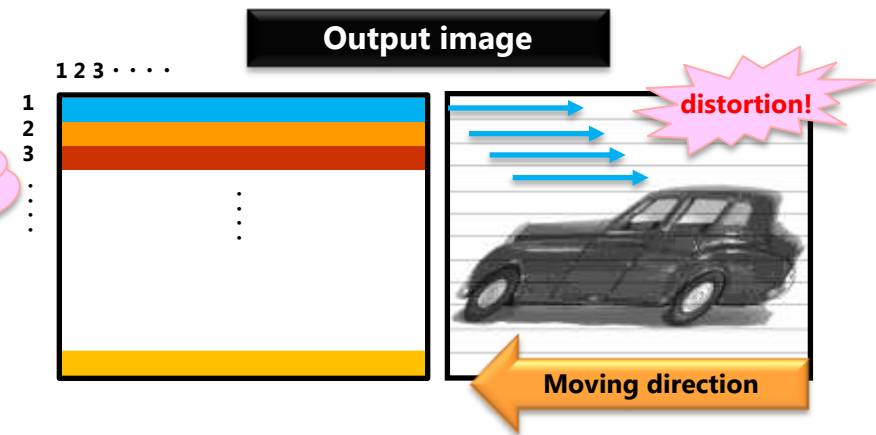 Output image
1 2 3 ・・・・
distortion!
1
2
3
Moving direction